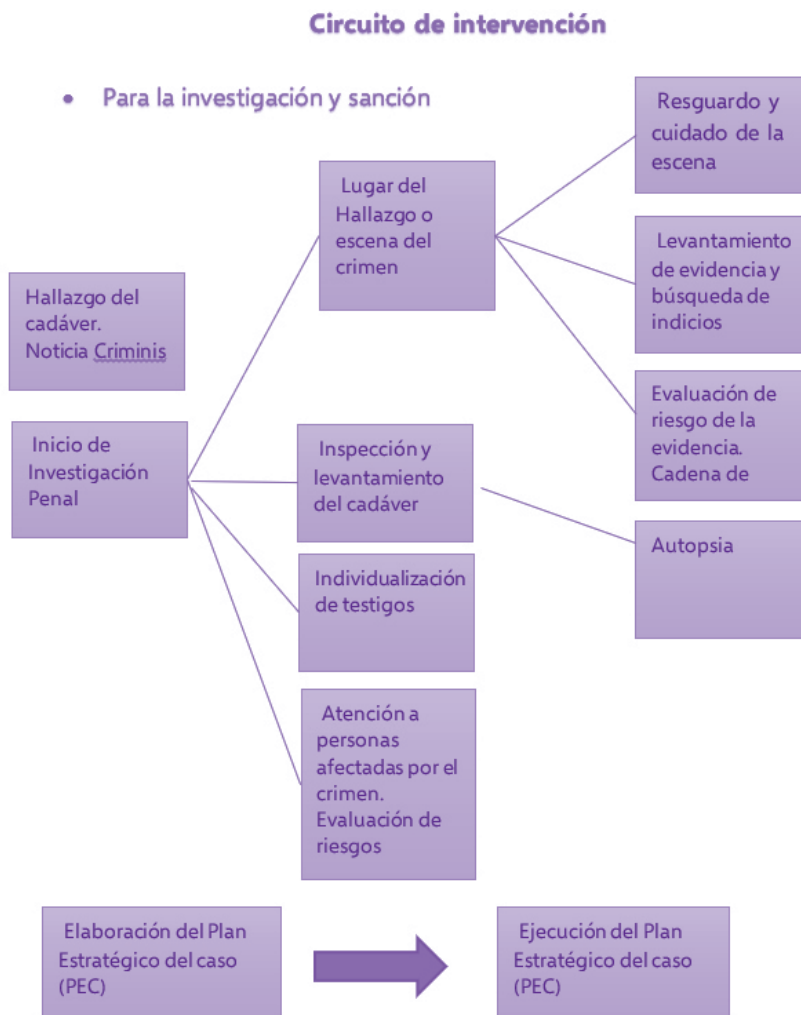 Circuito de intervención
• Para la investigación y sanción
Hallazgo del
cadáver.
Noticia Criminis
Inicio de
Investigación
Penal
Lugar del
Hallazgo o
escena del
crimen
Resguardo y
cuidado de la
escena
Levantamiento
de evidencia y
búsqueda de
indicios
Evaluación de
riesgo de la
evidencia.
Cadena de
Inspección y
levantamiento
del cadáver
Autopsia
Individualización
de testigos
Atención a
personas
afectadas por el
crimen.
Evaluación de
riesgos
Elaboración del Plan
Estratégico del caso
(PEC)
Ejecución del Plan
Estratégico del caso
(PEC)